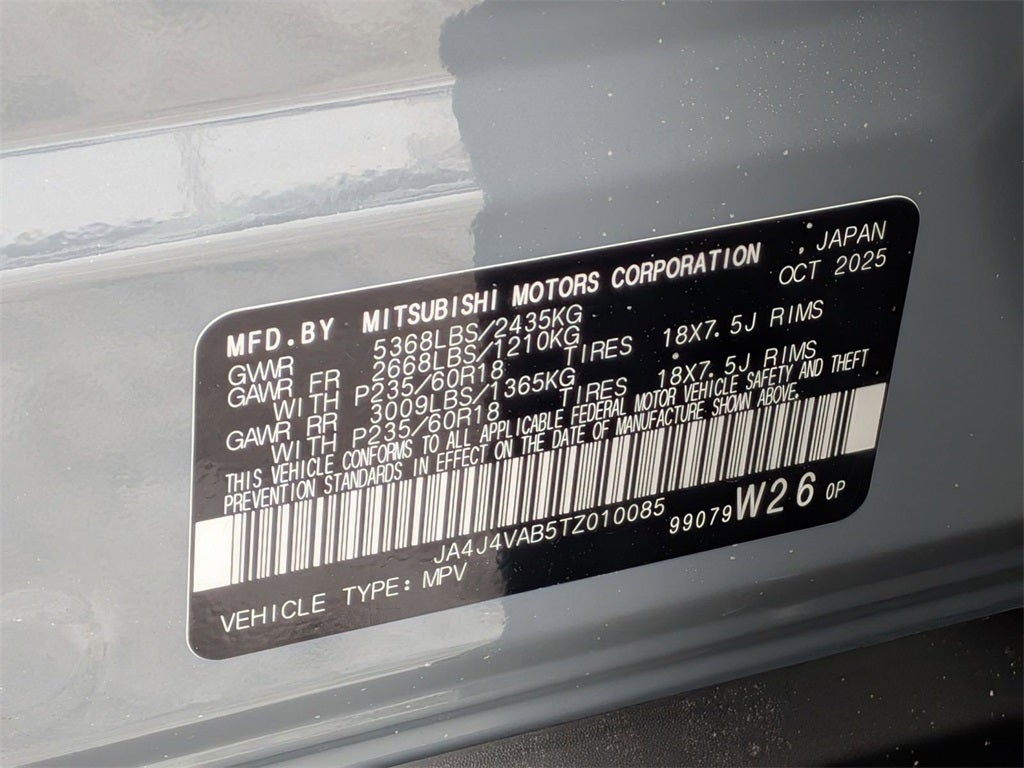 MFD.BY MITSUBISHI MOTORS CORPORATION , JAPAN
OCT 2025
GVWR 5368LBS/2435KG
GAWR FR 2668LBS/1210KG
WITH P235/60R18 TIRES 18X7.5J RIMS
GAWR RR 3009LBS/1365KG
WITH P235/60R18 TIRES 18X7.5J RIMS
THIS VEHICLE CONFORMS TO ALL APPLICABLE FEDERAL MOTOR VEHICLE SAFETY AND THEFT
PREVENTION STANDARDS IN EFFECT ON THE DATE OF MANUFACTURE SHOWN ABOVE.
JA4J4VAB5TZ010085
99079 W26 0P
VEHICLE TYPE: MPV